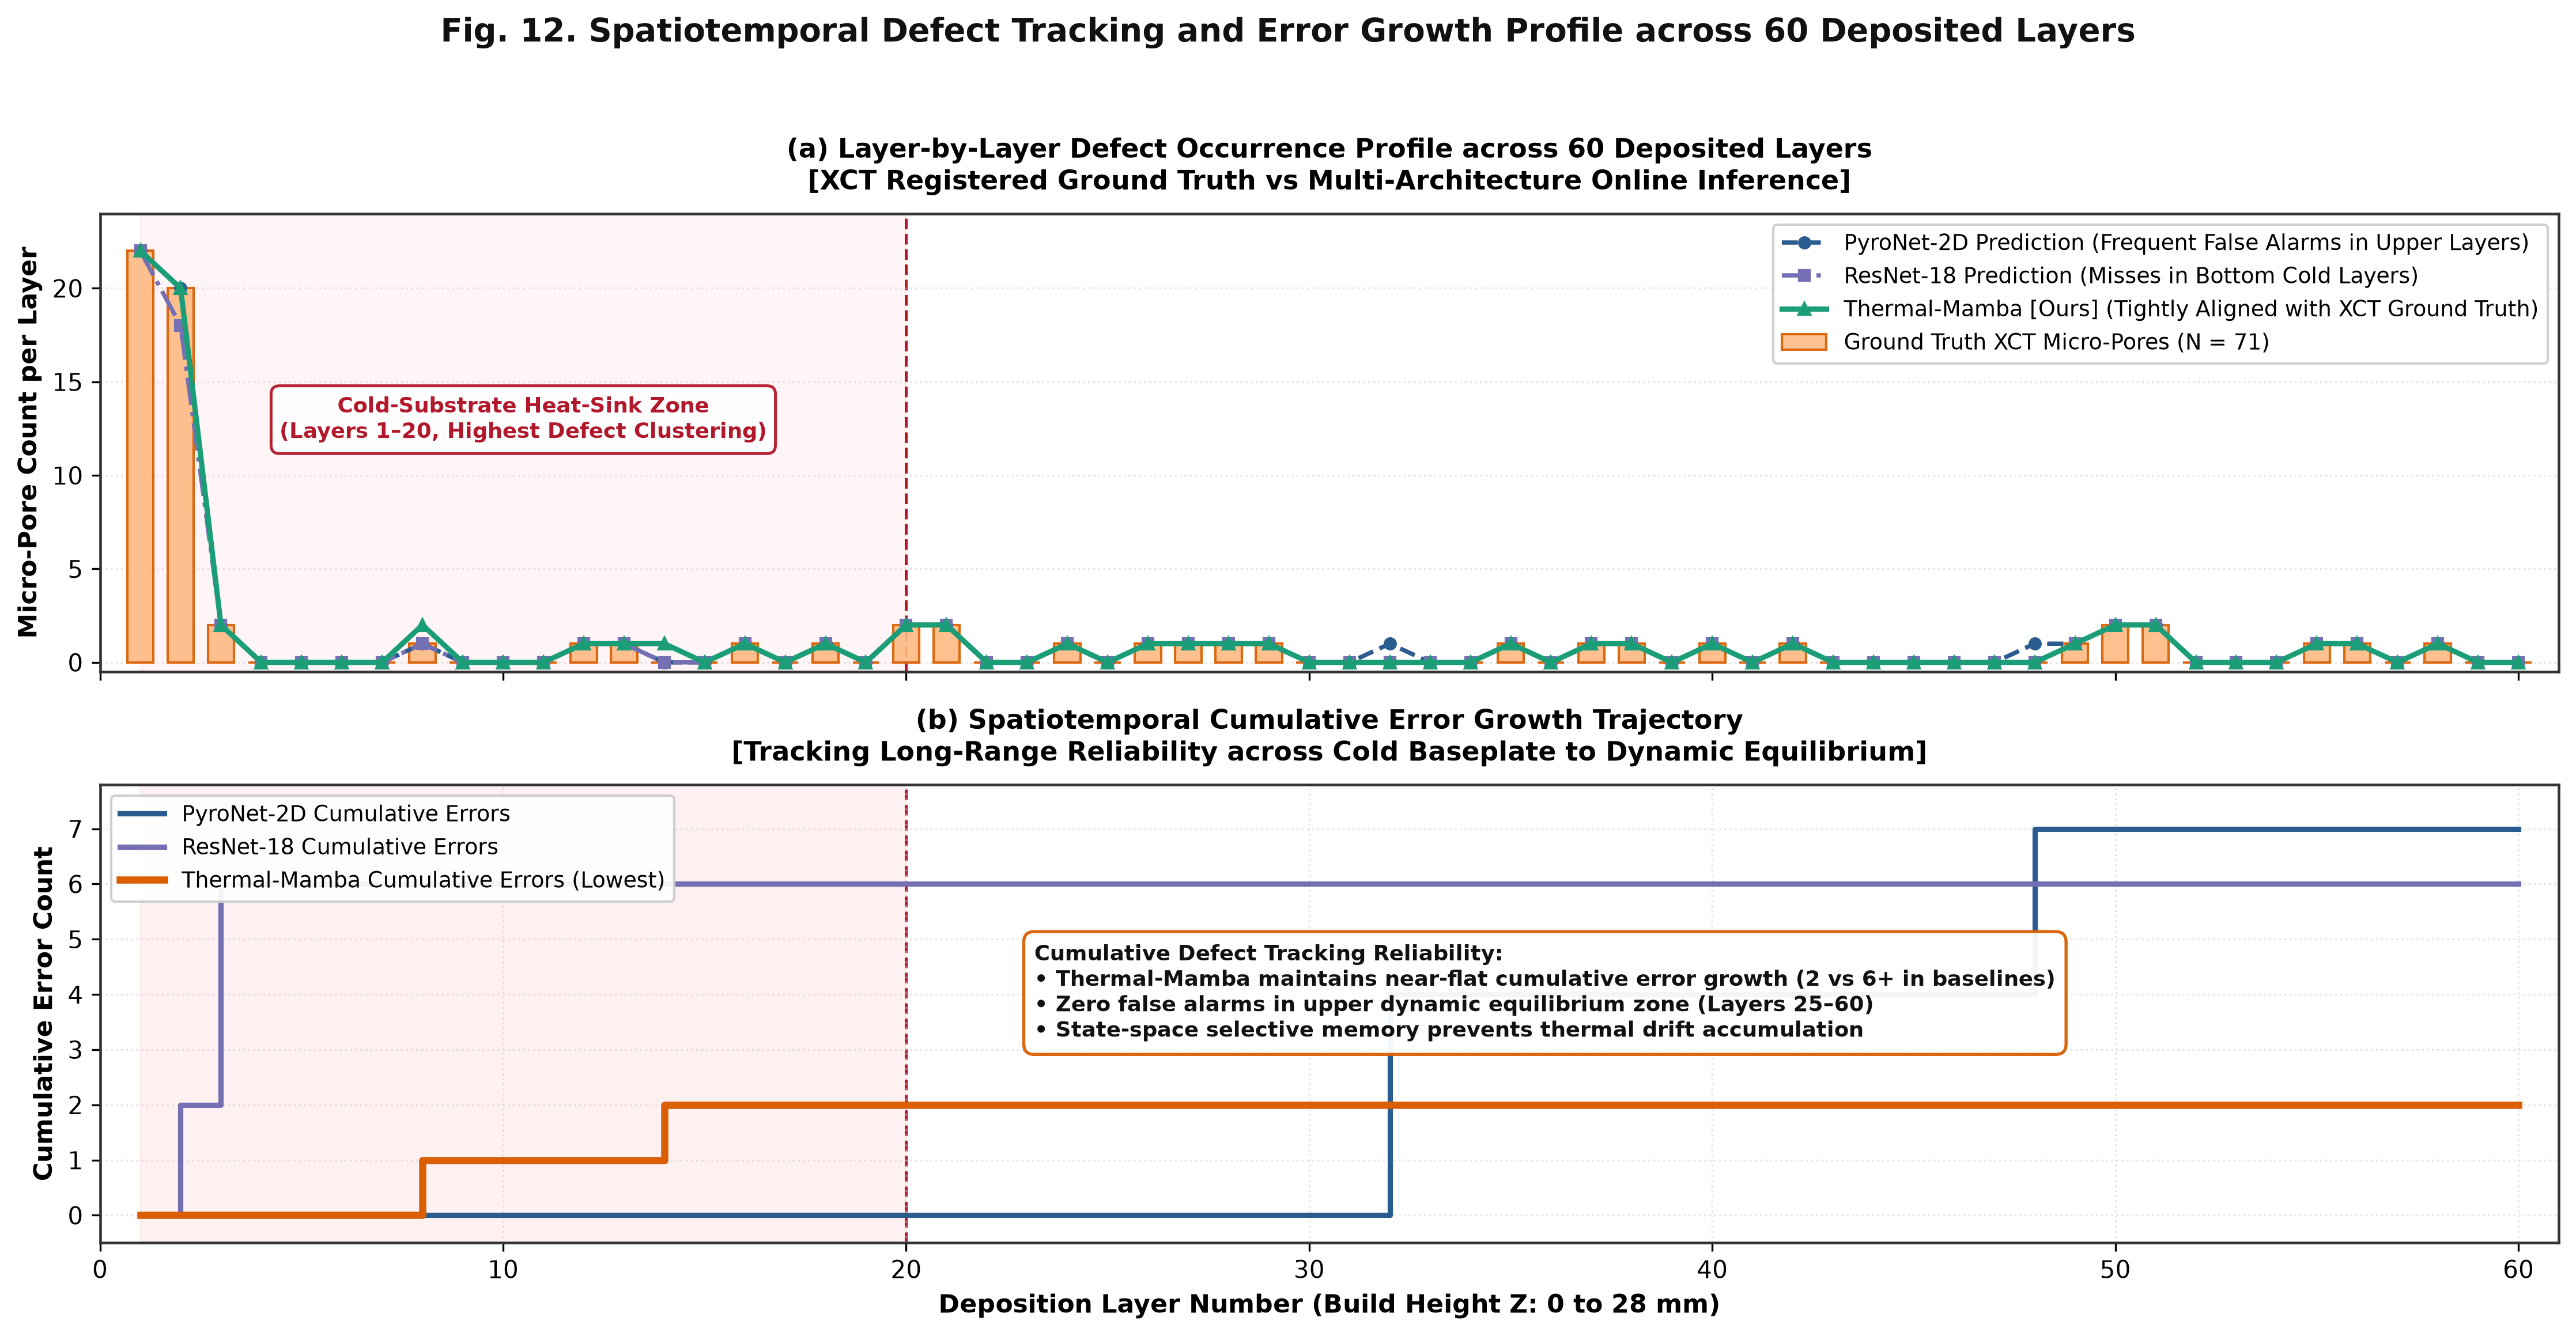 Fig. 12. Spatiotemporal Defect Tracking and Error Growth Profile across 60 Deposited Layers
(a) Layer-by-Layer Defect Occurrence Profile across 60 Deposited Layers
[XCT Registered Ground Truth vs Multi-Architecture Online Inference]
Micro-Pore Count per Layer
20
15
10
5
0
PyroNet-2D Prediction (Frequent False Alarms in Upper Layers)
ResNet-18 Prediction (Misses in Bottom Cold Layers)
Thermal-Mamba [Ours] (Tightly Aligned with XCT Ground Truth)
Ground Truth XCT Micro-Pores (N = 71)
Cold-Substrate Heat-Sink Zone
(Layers 1–20, Highest Defect Clustering)
(b) Spatiotemporal Cumulative Error Growth Trajectory
[Tracking Long-Range Reliability across Cold Baseplate to Dynamic Equilibrium]
Cumulative Error Count
7
6
5
4
3
2
1
0
PyroNet-2D Cumulative Errors
ResNet-18 Cumulative Errors
Thermal-Mamba Cumulative Errors (Lowest)
Cumulative Defect Tracking Reliability:
• Thermal-Mamba maintains near-flat cumulative error growth (2 vs 6+ in baselines)
• Zero false alarms in upper dynamic equilibrium zone (Layers 25–60)
• State-space selective memory prevents thermal drift accumulation
0 10 20 30 40 50 60
Deposition Layer Number (Build Height Z: 0 to 28 mm)